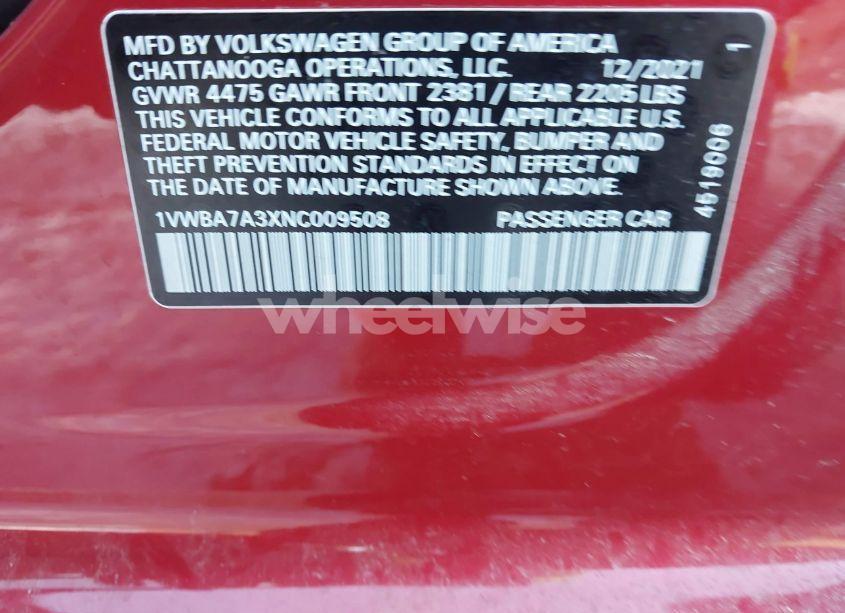 MFD BY VOLKSWAGEN GROUP OF AMERICA
CHATTANOOGA OPERATIONS, LLC. 12/2021
GVWR 4475 GAWR FRONT 2381 / REAR 2205 LBS
THIS VEHICLE CONFORMS TO ALL APPLICABLE U.S.
FEDERAL MOTOR VEHICLE SAFETY, BUMPER AND
THEFT PREVENTION STANDARDS IN EFFECT ON
THE DATE OF MANUFACTURE SHOWN ABOVE.
1VWBA7A3XNC009508 PASSENGER CAR
4519006 1
wheelwise